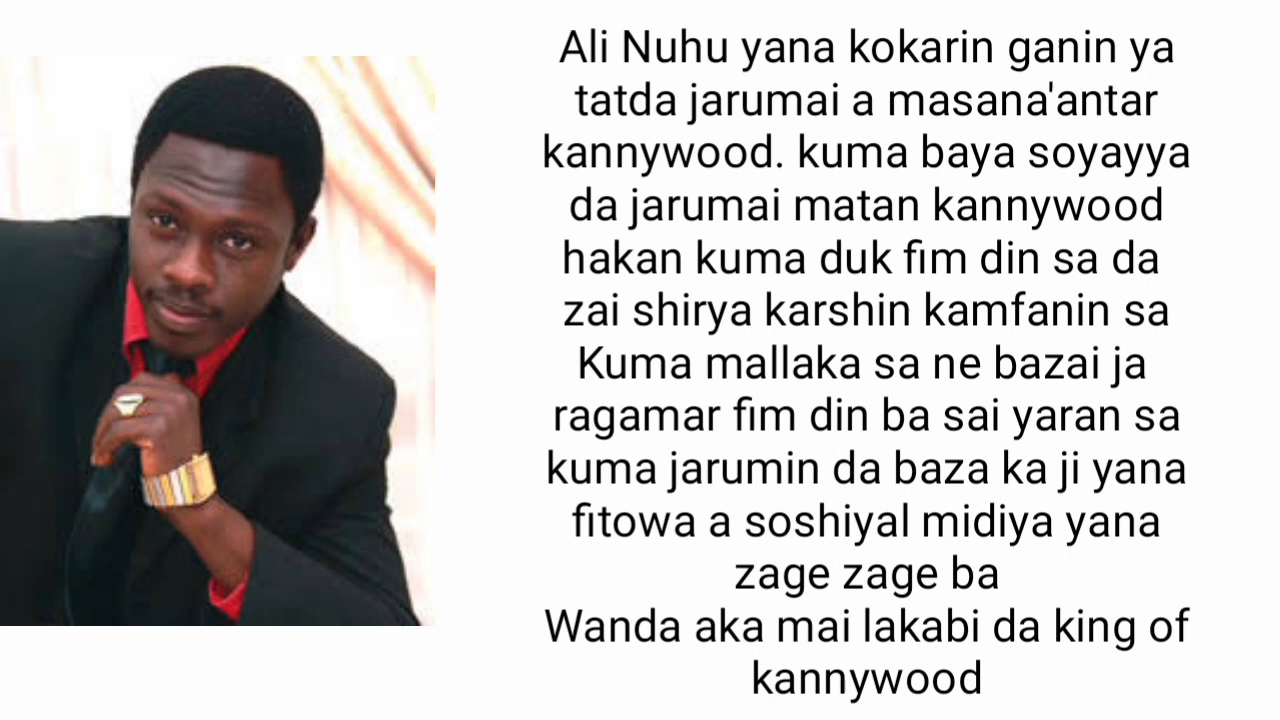 Ali Nuhu yana kokarin ganin ya
tatda jarumai a masana'antar
kannywood. kuma baya soyayya
da jarumai matan kannywood
hakan kuma duk fim din sa da
zai shirya karshin kamfanin sa
Kuma mallaka sa ne bazai ja
ragamar fim din ba sai yaran sa
kuma jarumin da baza ka ji yana
fitowa a soshiyal midiya yana
zage zage ba
Wanda aka mai lakabi da king of
kannywood